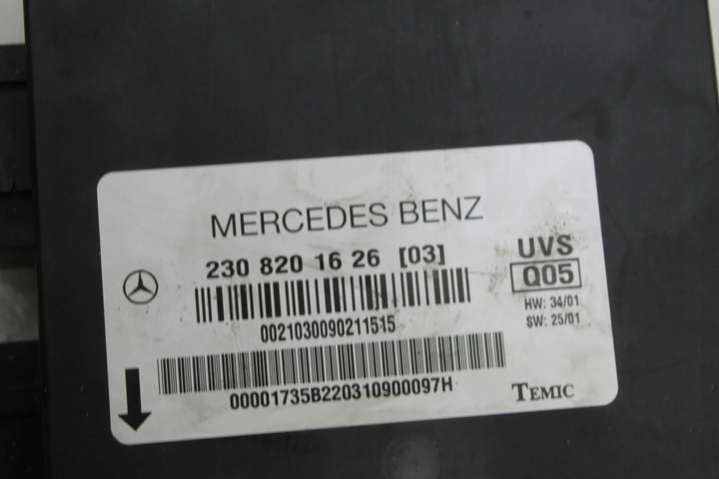 MERCEDES BENZ
230 820 16 26 [03]
0021030090211515
00001735B220310900097H
UVS
Q05
HW: 34/01
SW: 25/01
TEMIC